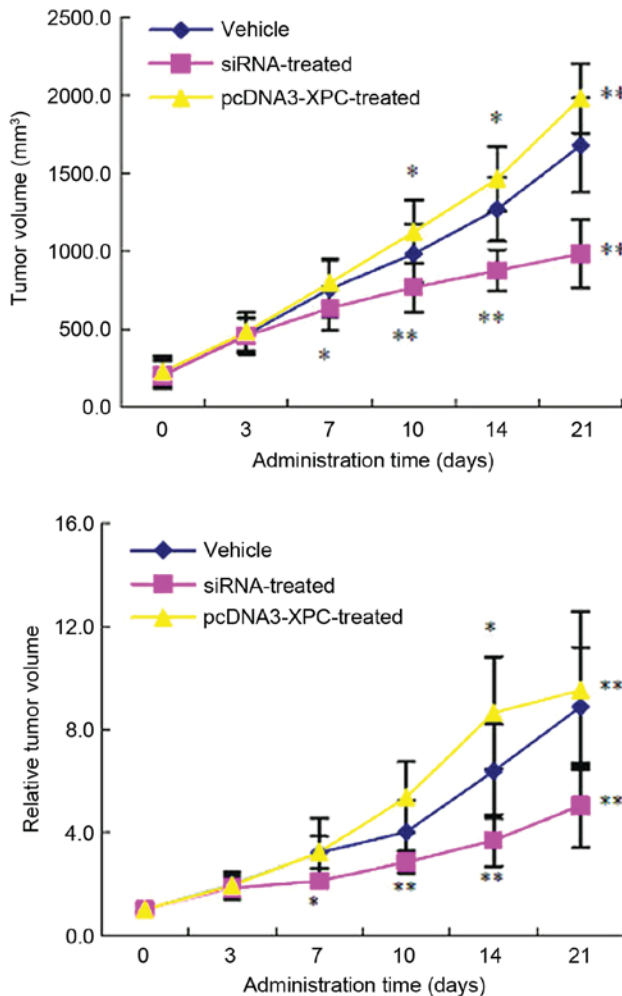 2500.0
2000.0
1500.0
1000.0
500.0
0.0
Tumor volume (mm³)
Vehicle
siRNA-treated
pcDNA3-XPC-treated
*
*
**
**
*
**
**
0 3 7 10 14 21
Administration time (days)
16.0
12.0
8.0
4.0
0.0
Relative tumor volume
Vehicle
siRNA-treated
pcDNA3-XPC-treated
*
**
**
*
**
**
0 3 7 10 14 21
Administration time (days)